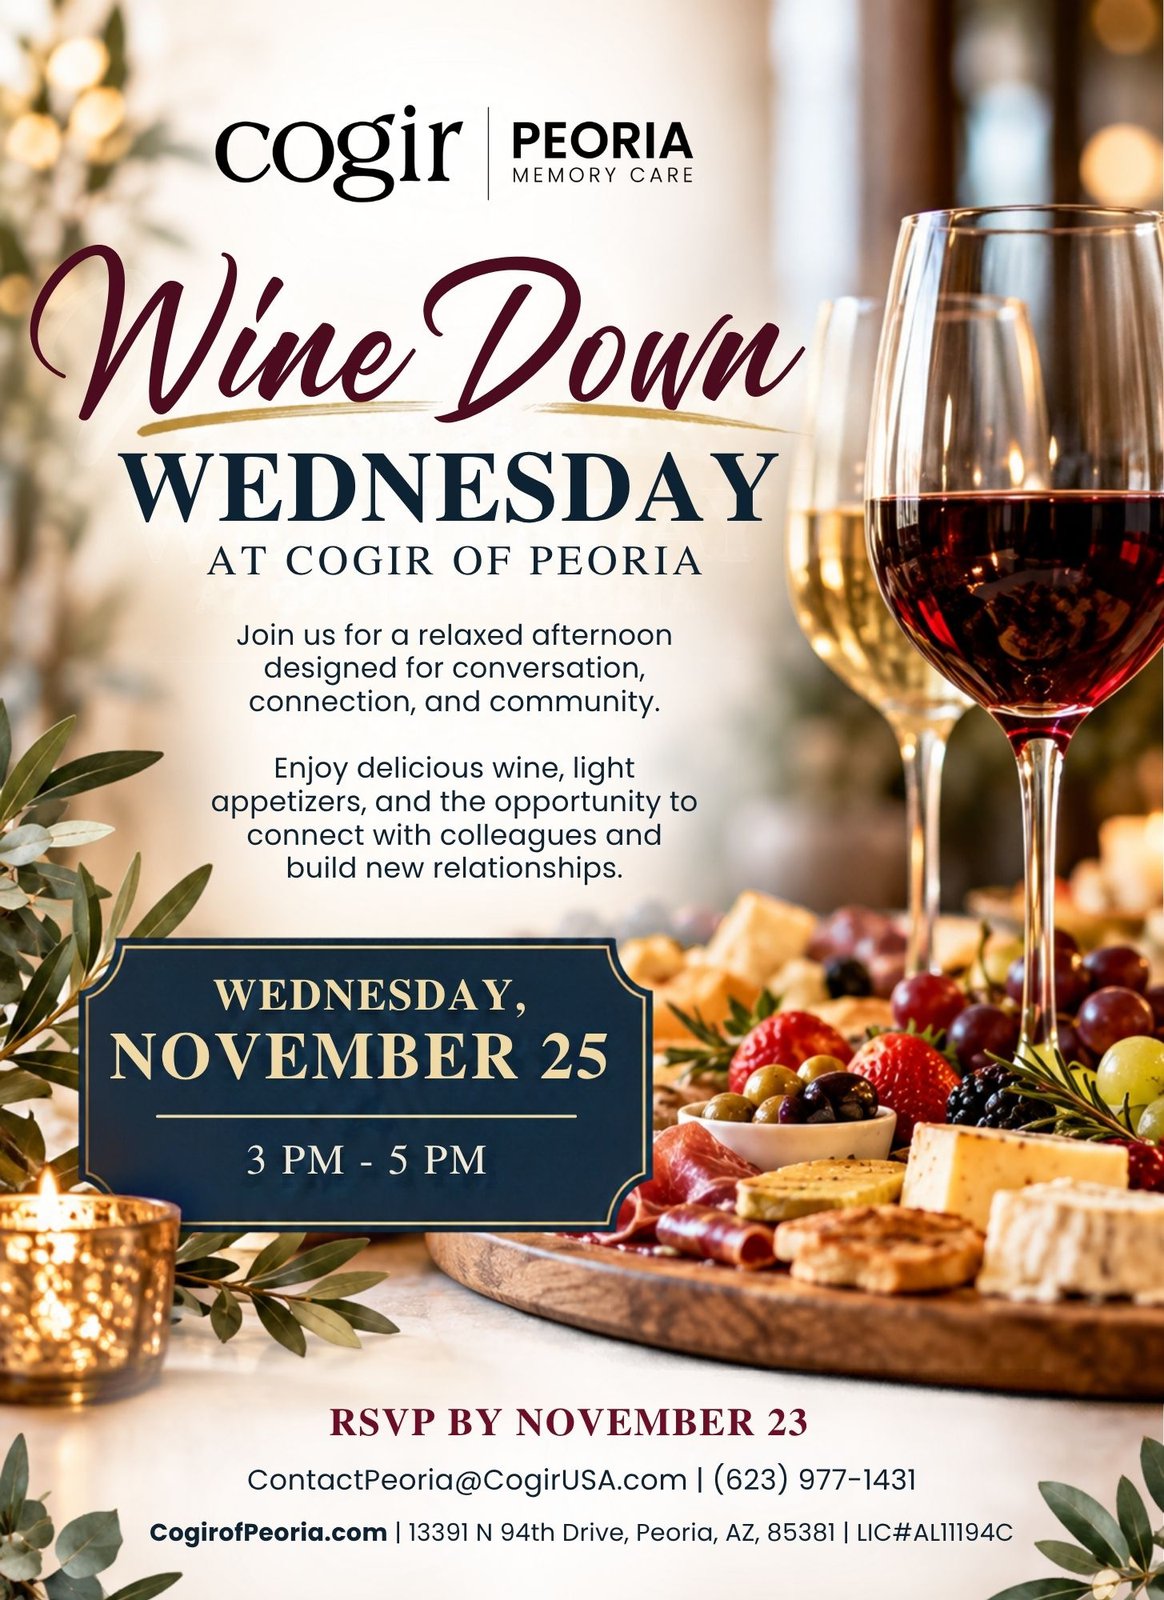 cogir | PEORIA
MEMORY CARE
Wine Down
WEDNESDAY
AT COGIR OF PEORIA
Join us for a relaxed afternoon
designed for conversation,
connection, and community.
Enjoy delicious wine, light
appetizers, and the opportunity to
connect with colleagues and
build new relationships.
WEDNESDAY,
NOVEMBER 25
3 PM - 5 PM
RSVP BY NOVEMBER 23
ContactPeoria@CogirUSA.com | (623) 977-1431
CogirofPeoria.com | 13391 N 94th Drive, Peoria, AZ, 85381 | LIC#AL11194C